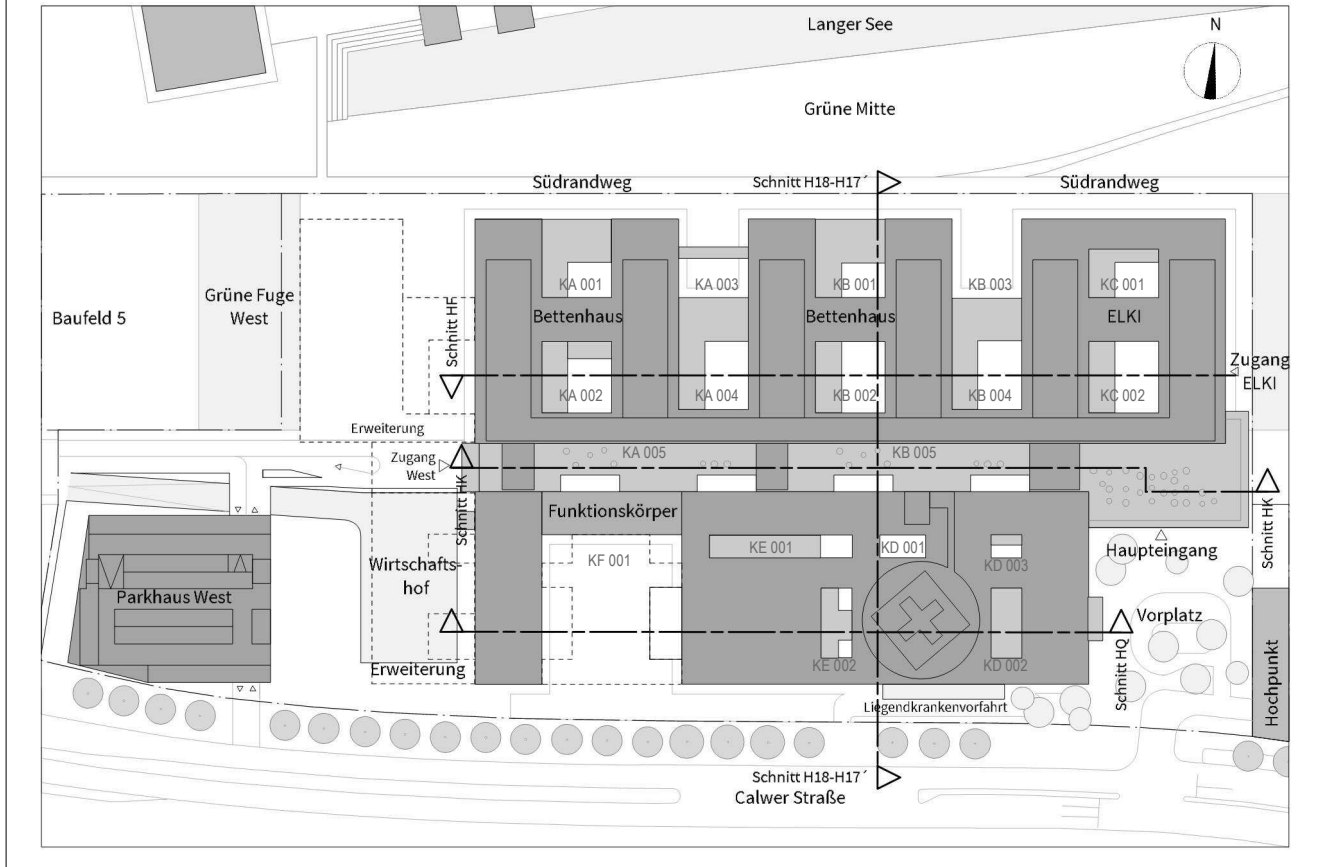 Langer See
N
Grüne Mitte
Südrandweg
Schnitt H18-H17´
Südrandweg
KA 001
KA 003
KB 001
KB 003
KC 001
Grüne Fuge
West
Baufeld 5
Bettenhaus
Bettenhaus
ELKI
Schnitt HF
Zugang
ELKI
KA 002
KA 004
KB 002
KB 004
KC 002
Erweiterung
Zugang
West
KA 005
KB 005
Schnitt HK
Schnitt HK
Funktionskörper
Haupteingang
KE 001
KD 001
KD 003
KF 001
Wirtschafts-
hof
Parkhaus West
Vorplatz
Erweiterung
KE 002
KD 002
Schnitt HQ
Hochpunkt
Liegendkrankenvorfahrt
Schnitt H18-H17´
Calwer Straße